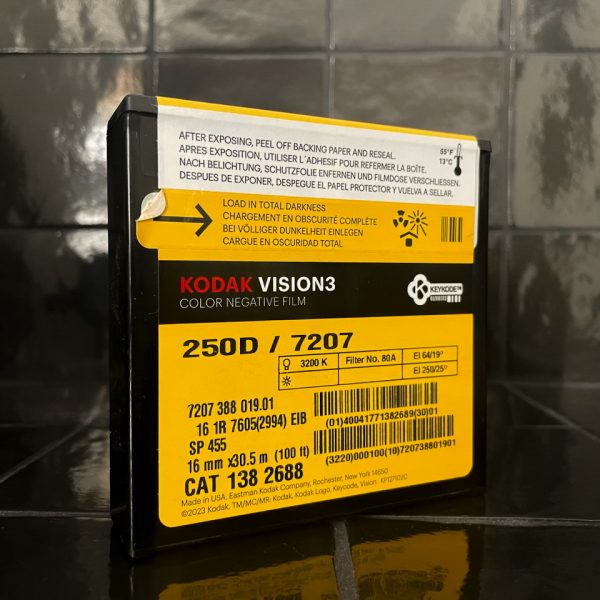 AFTER EXPOSING, PEEL OFF BACKING PAPER AND RESEAL.
APRES EXPOSITION, UTILISER L´ADHESIF POUR REFERMER LA BOÎTE.
NACH BELICHTUNG, SCHUTZFOLIE ENFERNEN UND FILMDOSE VERSCHLIESSEN.
DESPUES DE EXPONER, DESPEGUE EL PAPEL PROTECTOR Y VUELVA A SELLAR.
55°F
13°C
LOAD IN TOTAL DARKNESS
CHARGEMENT EN OBSCURITÉ COMPLÈTE
BEI VÖLLIGER DUNKELHEIT EINLEGEN
CARGUE EN OSCURIDAD TOTAL
KODAK VISION3
COLOR NEGATIVE FILM
KEYKODE™
NUMBERS
250D / 7207
3200 K Filter No. 80A EI 64/19°
EI 250/25°
7207 388 019.01
16 1R 7605(2994) EIB
SP 455
16 mm x30.5 m (100 ft)
CAT 138 2688
(01)40041771382689(30)01
(3220)000100(10)720738801901
Made in USA. Eastman Kodak Company, Rochester, New York 14650
©2023 Kodak. TM/MC/MR: Kodak, Kodak Logo, Keycode, Vision